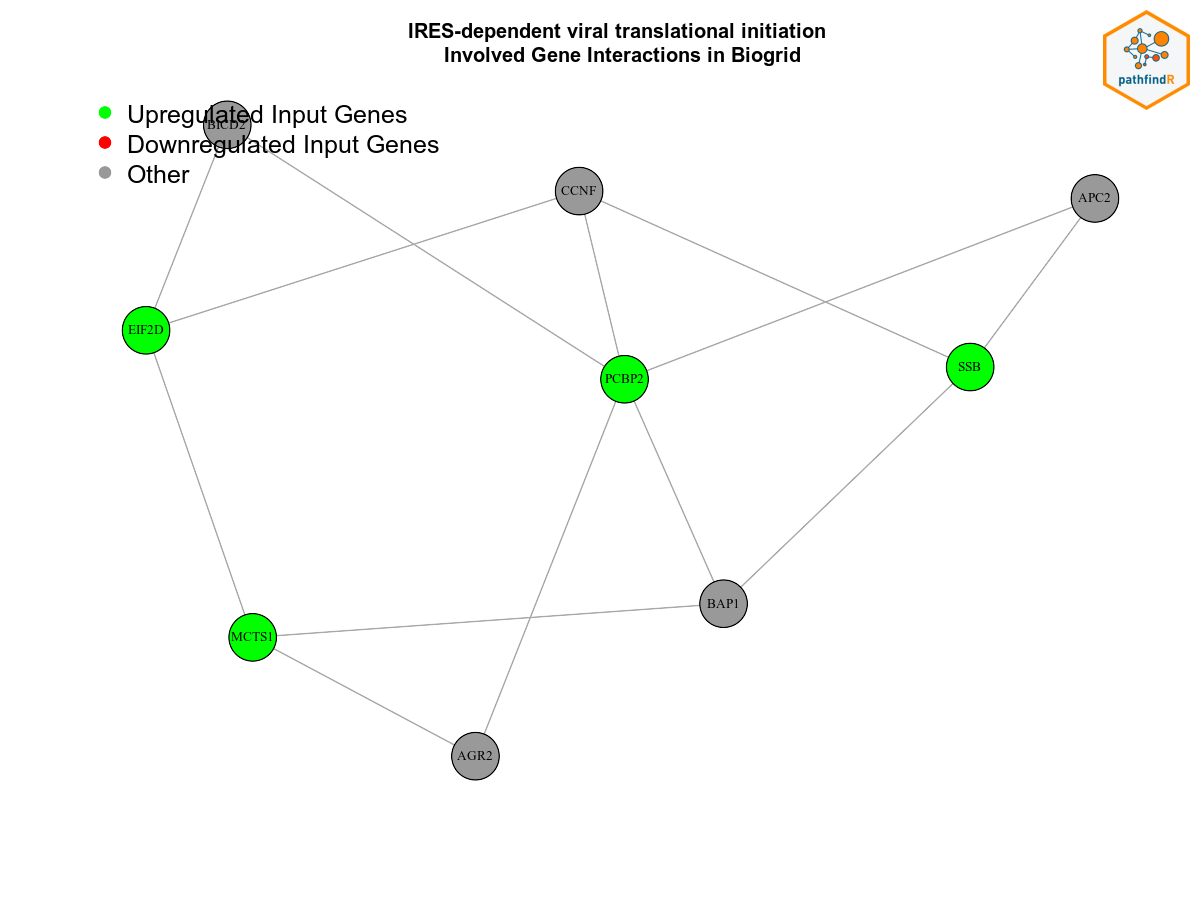 IRES-dependent viral translational initiation
Involved Gene Interactions in Biogrid
pathfindR
Upregulated Input Genes
BICD2
Downregulated Input Genes
Other
CCNF
APC2
EIF2D
PCBP2
SSB
BAP1
MCTS1
AGR2